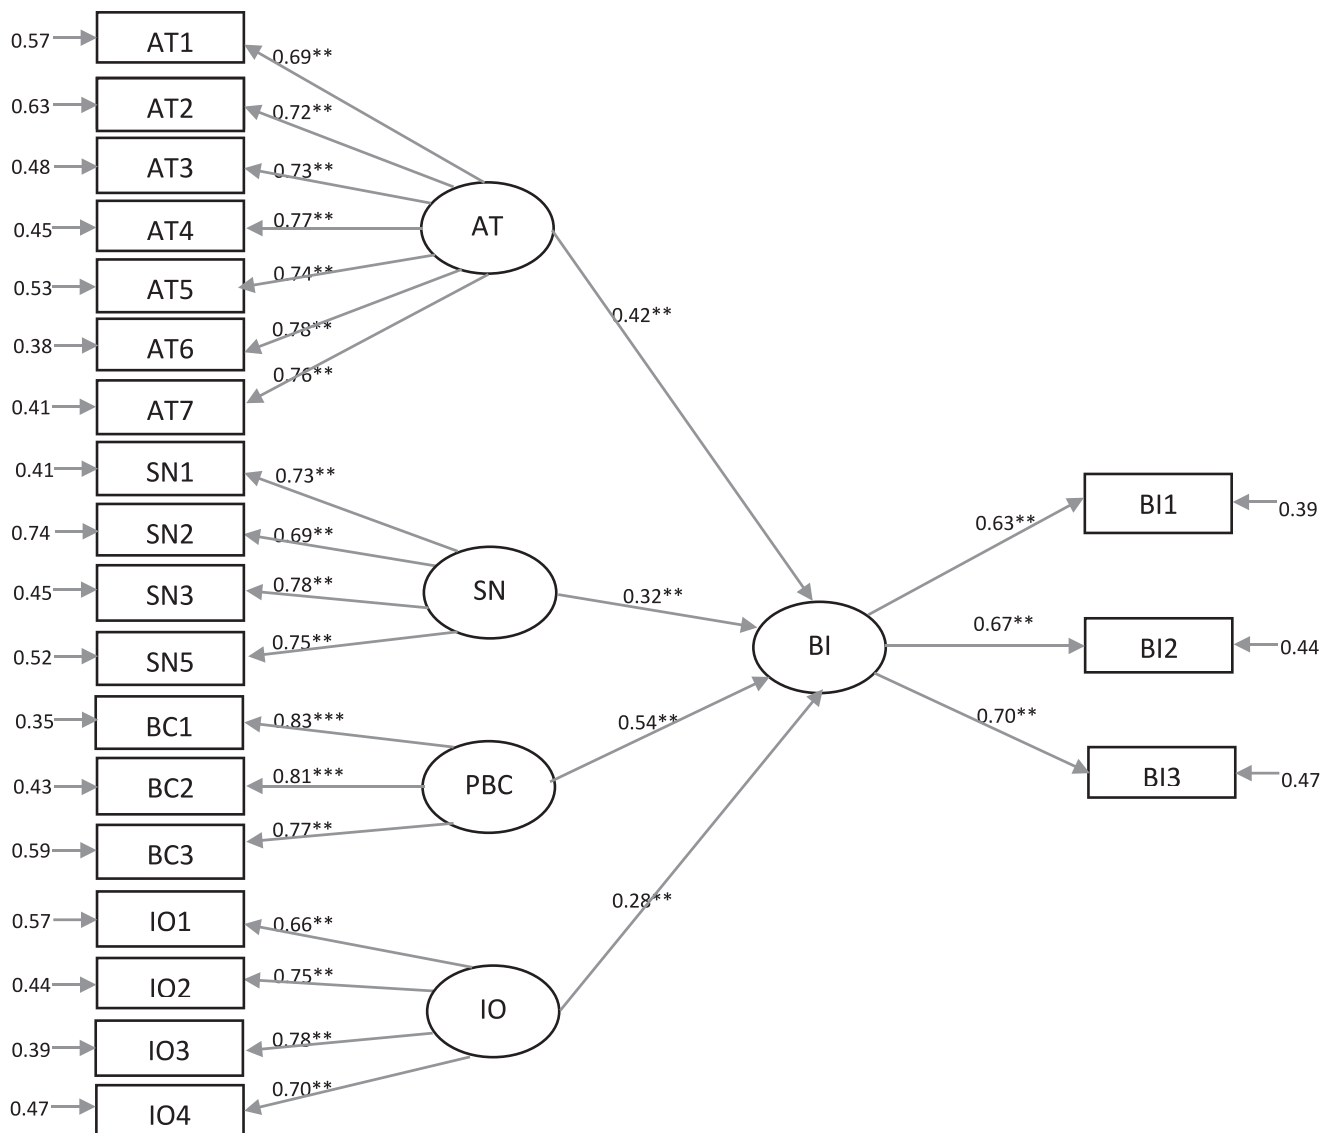 0.57 AT1 0.69**
0.63 AT2 0.72**
0.48 AT3 0.73**
0.45 AT4 0.77** AT
0.53 AT5 0.74**
0.42**
0.38 AT6 0.78**
0.41 AT7 0.76**
0.41 SN1 0.73**
0.74 SN2 0.69**
0.45 SN3 0.78** SN 0.32**
0.52 SN5 0.75**
BI
0.63** BI1 0.39
0.67** BI2 0.44
0.70** BI3 0.47
0.35 BC1 0.83***
0.54**
0.43 BC2 0.81*** PBC
0.59 BC3 0.77**
0.28**
0.57 IO1 0.66**
0.44 IO2 0.75**
IO
0.39 IO3 0.78**
0.47 IO4 0.70**